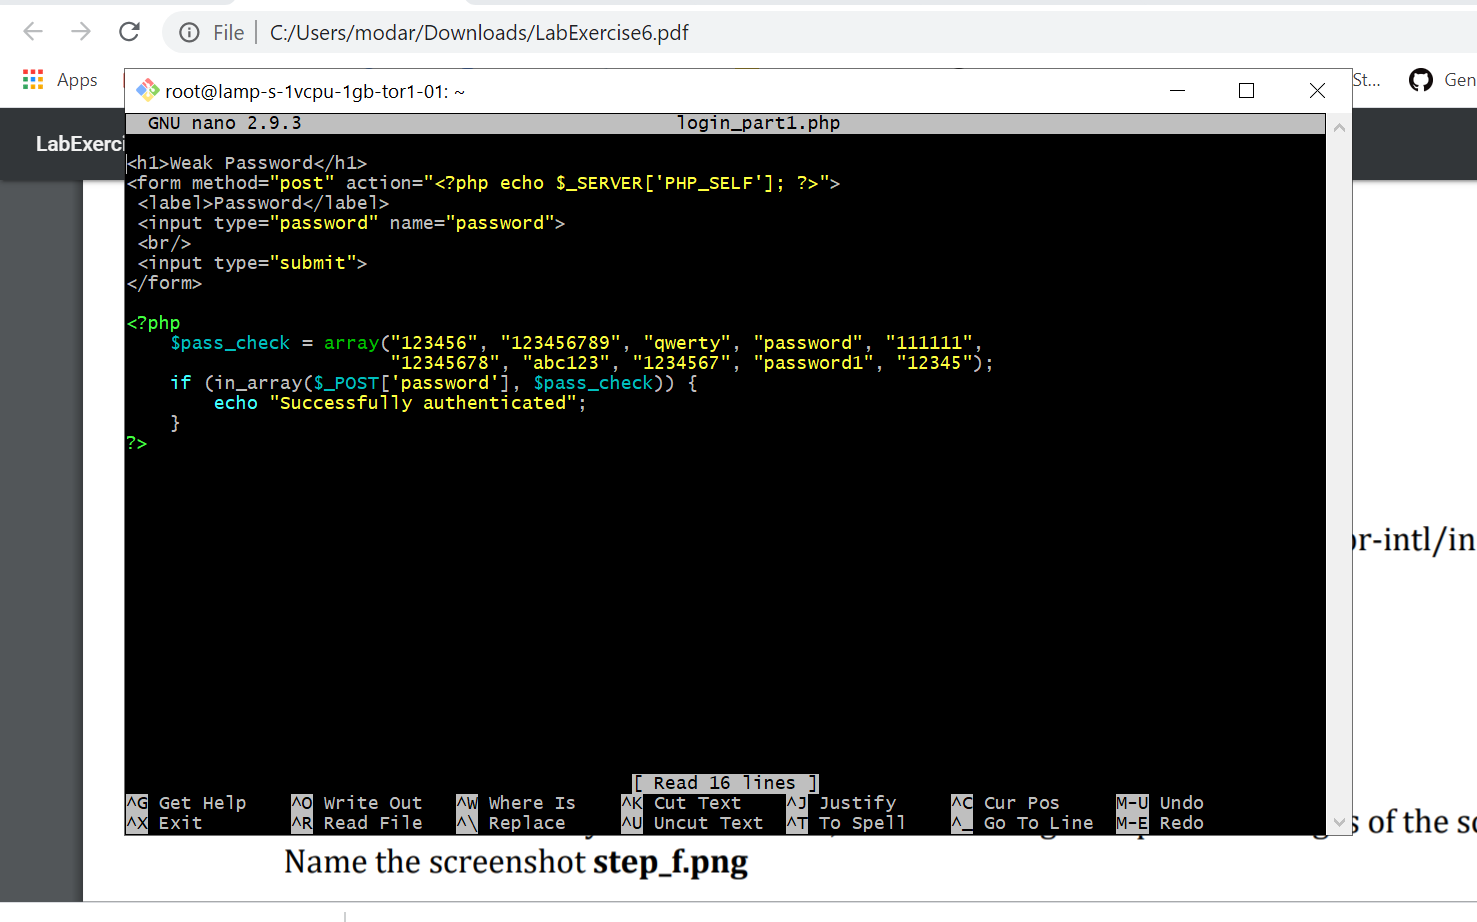 File C:/Users/modar/Downloads/LabExercise6.pdf
Apps
St...
Gen
root@lamp-s-1vcpu-1gb-tor1-01: ~
LabExerci
GNU nano 2.9.3 login_part1.php
<h1>Weak Password</h1>
<form method="post" action="<?php echo $_SERVER['PHP_SELF']; ?>">
<label>Password</label>
<input type="password" name="password">
<br/>
<input type="submit">
</form>
<?php
$pass_check = array("123456", "123456789", "qwerty", "password", "111111",
"12345678", "abc123", "1234567", "password1", "12345");
if (in_array($_POST['password'], $pass_check)) {
echo "Successfully authenticated";
}
?>
or-intl/in
[ Read 16 lines ]
^G Get Help ^O Write Out ^W Where Is ^K Cut Text ^J Justify ^C Cur Pos M-U Undo
^X Exit ^R Read File ^\ Replace ^U Uncut Text ^T To Spell ^_ Go To Line M-E Redo
s of the sc
Name the screenshot step_f.png